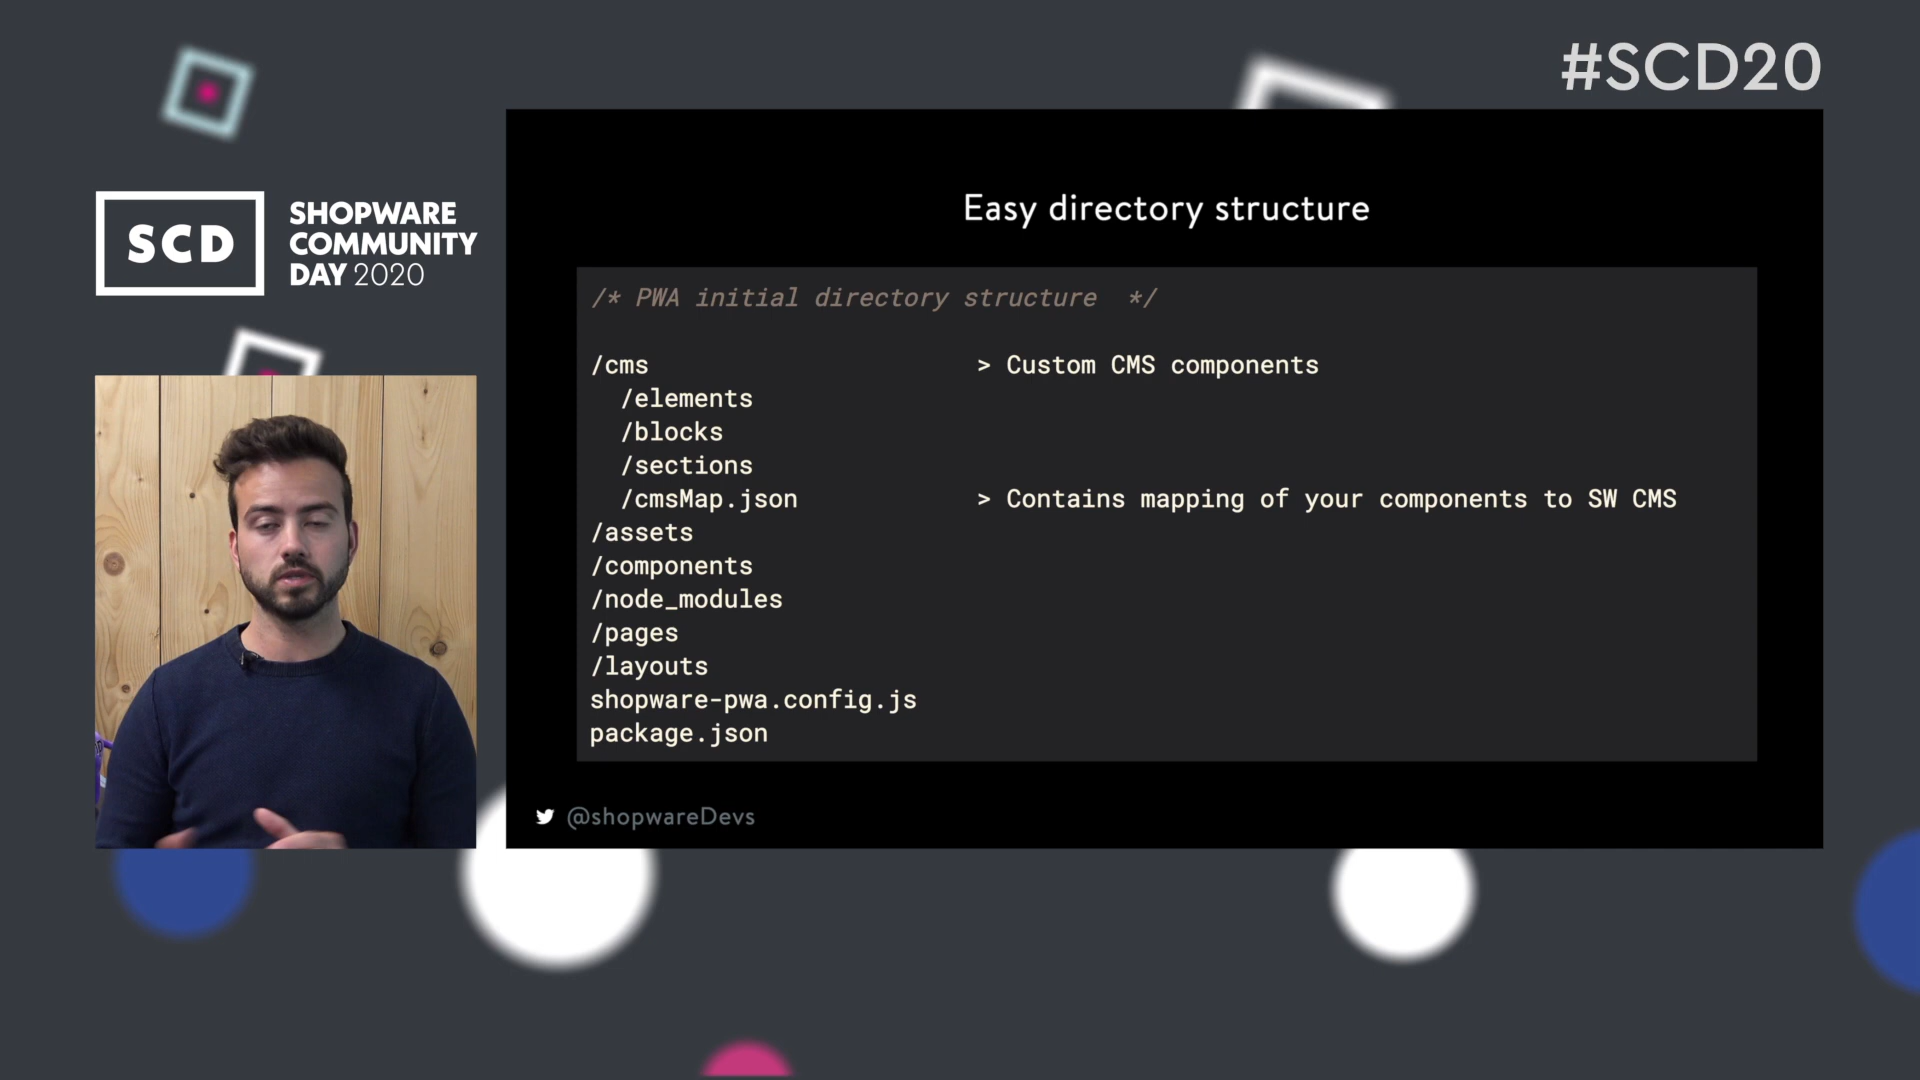 #SCD20
SCD
SHOPWARE
COMMUNITY
DAY 2020
Easy directory structure
/* PWA initial directory structure */
/cms > Custom CMS components
/elements
/blocks
/sections
/cmsMap.json > Contains mapping of your components to SW CMS
/assets
/components
/node_modules
/pages
/layouts
shopware-pwa.config.js
package.json
@shopwareDevs